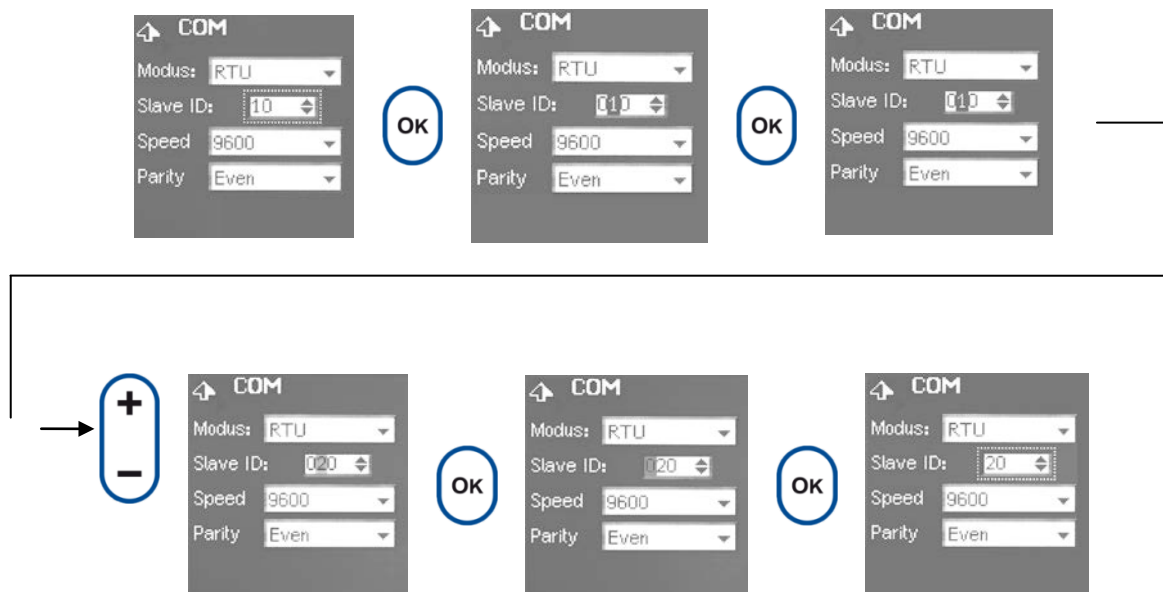 COM
Modus: RTU
Slave ID: 10
Speed 9600
Parity Even
OK
COM
Modus: RTU
Slave ID: 010
Speed 9600
Parity Even
OK
COM
Modus: RTU
Slave ID: 010
Speed 9600
Parity Even
+
−
COM
Modus: RTU
Slave ID: 020
Speed 9600
Parity Even
OK
COM
Modus: RTU
Slave ID: 020
Speed 9600
Parity Even
OK
COM
Modus: RTU
Slave ID: 20
Speed 9600
Parity Even